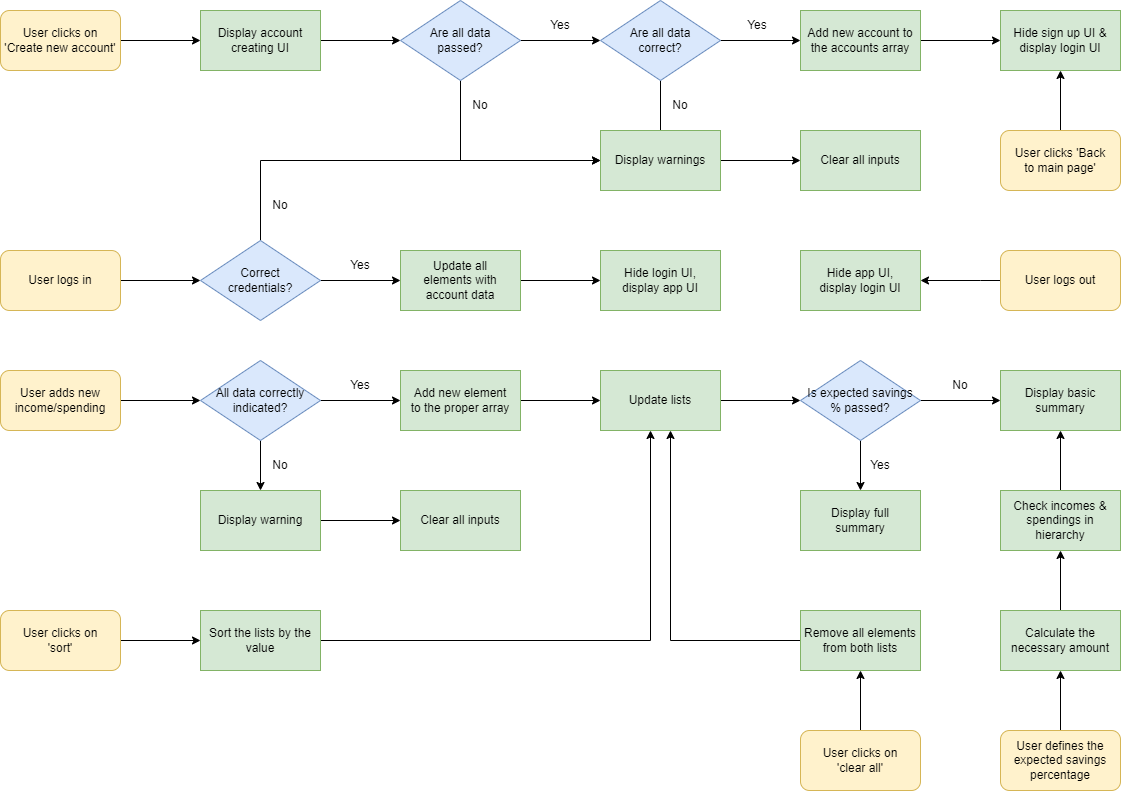 User clicks on
'Create new account'
Display account
creating UI
Are all data
passed?
Yes
Are all data
correct?
Yes
Add new account to
the accounts array
Hide sign up UI &
display login UI
No
No
Display warnings
Clear all inputs
User clicks 'Back
to main page'
No
User logs in
Correct
credentials?
Yes
Update all
elements with
account data
Hide login UI,
display app UI
Hide app UI,
display login UI
User logs out
User adds new
income/spending
All data correctly
indicated?
Yes
Add new element
to the proper array
Update lists
Is expected savings
% passed?
No
Display basic
summary
No
Yes
Display warning
Clear all inputs
Display full
summary
Check incomes &
spendings in
hierarchy
User clicks on
'sort'
Sort the lists by the
value
Remove all elements
from both lists
Calculate the
necessary amount
User clicks on
'clear all'
User defines the
expected savings
percentage